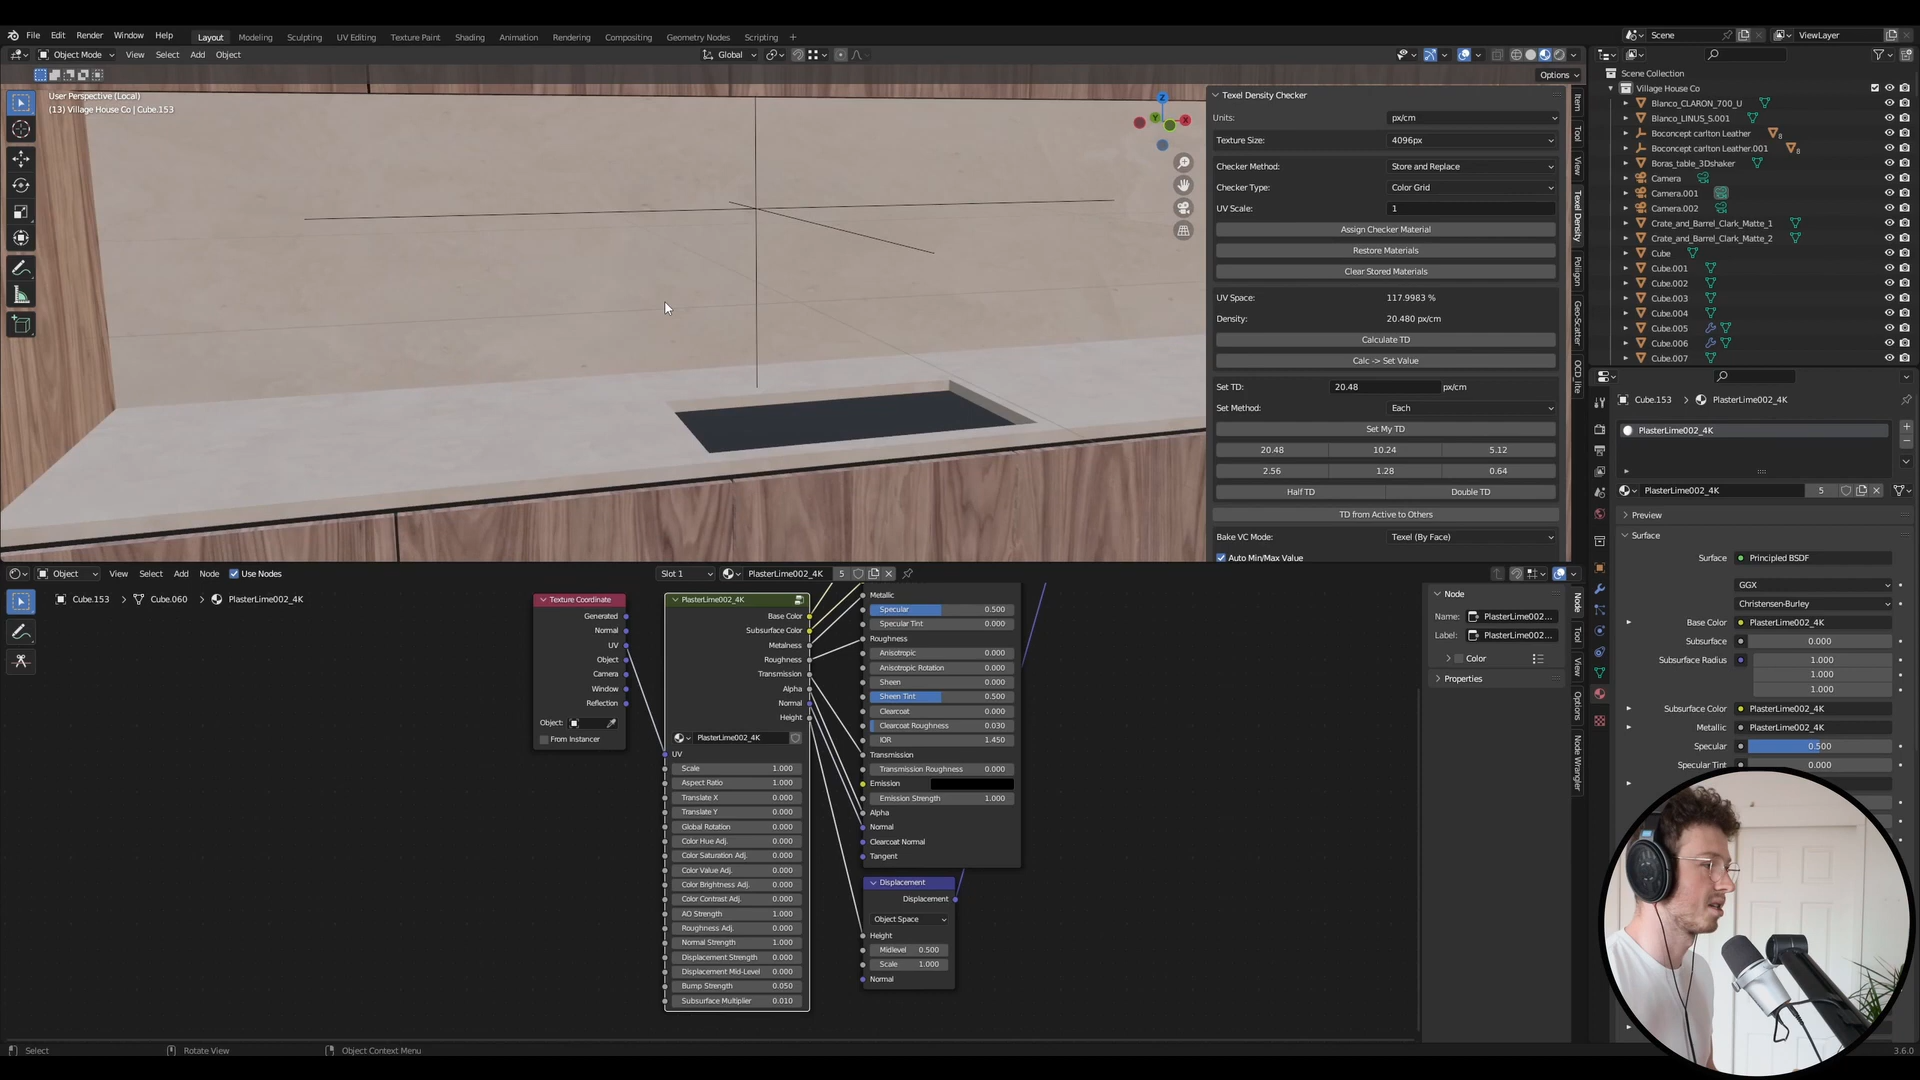 File Edit Render Window Help Layout Modeling Sculpting UV Editing Texture Paint Shading Animation Rendering Compositing Geometry Nodes Scripting + Scene ViewLayer
Object Mode View Select Add Object Global
Options
User Perspective (Local)
(13) Village House Co | Cube.153
Z
Y
X
Texel Density Checker
Units: px/cm
Texture Size: 4096px
Checker Method: Store and Replace
Checker Type: Color Grid
UV Scale: 1
Assign Checker Material
Restore Materials
Clear Stored Materials
UV Space: 117.9983 %
Density: 20.480 px/cm
Calculate TD
Calc -> Set Value
Set TD: 20.48 px/cm
Set Method: Each
Set My TD
20.48 10.24 5.12
2.56 1.28 0.64
Half TD Double TD
TD from Active to Others
Bake VC Mode: Texel (By Face)
Auto Min/Max Value
Item
Tool
View
Texel Density
Poliigon
Geo-Scatter
OCD_lite
Scene Collection
Village House Co
Blanco_CLARON_700_U
Blanco_LINUS_S.001
Boconcept carlton Leather 8
Boconcept carlton Leather.001 8
Boras_table_3Dshaker
Camera
Camera.001
Camera.002
Crate_and_Barrel_Clark_Matte_1
Crate_and_Barrel_Clark_Matte_2
Cube
Cube.001
Cube.002
Cube.003
Cube.004
Cube.005
Cube.006
Cube.007
Cube.153 PlasterLime002_4K
PlasterLime002_4K
PlasterLime002_4K 5
Preview
Surface
Surface Principled BSDF
GGX
Christensen-Burley
Base Color PlasterLime002_4K
Subsurface 0.000
Subsurface Radius 1.000
1.000
1.000
Subsurface Color PlasterLime002_4K
Metallic PlasterLime002_4K
Specular 0.500
Specular Tint 0.000
Object View Select Add Node Use Nodes Slot 1 PlasterLime002_4K 5
Cube.153 Cube.060 PlasterLime002_4K
Texture Coordinate
Generated
Normal
UV
Object
Camera
Window
Reflection
Object:
From Instancer
PlasterLime002_4K
Base Color
Subsurface Color
Metalness
Roughness
Transmission
Alpha
Normal
Height
PlasterLime002_4K
UV
Scale 1.000
Aspect Ratio 1.000
Translate X 0.000
Translate Y 0.000
Global Rotation 0.000
Color Hue Adj. 0.000
Color Saturation Adj. 0.000
Color Value Adj. 0.000
Color Brightness Adj. 0.000
Color Contrast Adj. 0.000
AO Strength 1.000
Roughness Adj. 0.000
Normal Strength 1.000
Displacement Strength 0.000
Displacement Mid-Level 0.000
Bump Strength 0.050
Subsurface Multiplier 0.010
Metallic
Specular 0.500
Specular Tint 0.000
Roughness
Anisotropic 0.000
Anisotropic Rotation 0.000
Sheen 0.000
Sheen Tint 0.500
Clearcoat 0.000
Clearcoat Roughness 0.030
IOR 1.450
Transmission
Transmission Roughness 0.000
Emission
Emission Strength 1.000
Alpha
Normal
Clearcoat Normal
Tangent
Displacement
Displacement
Object Space
Height
Midlevel 0.500
Scale 1.000
Normal
Node
Name: PlasterLime002...
Label: PlasterLime002...
Color
Properties
Node
Tool
View
Options
Node Wrangler
Select Rotate View Object Context Menu 3.6.0